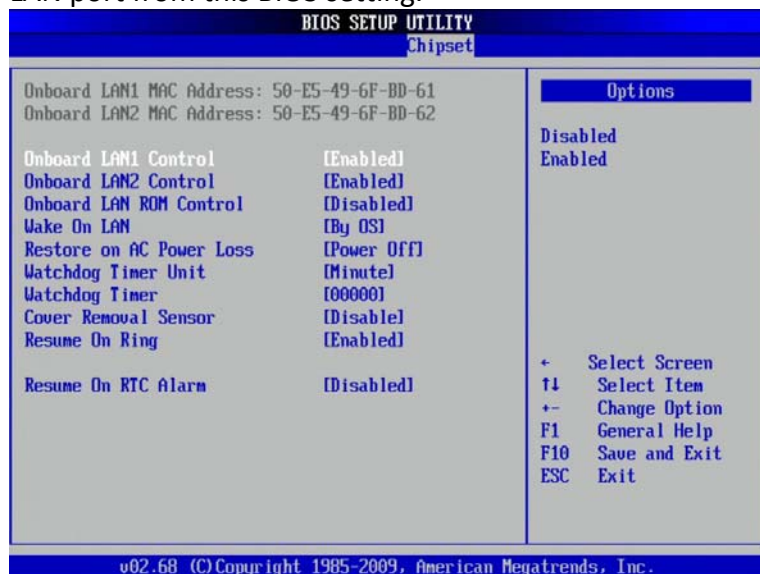 LAN port from this BIOS setting.
BIOS SETUP UTILITY
Chipset
Onboard LAN1 MAC Address: 50-E5-49-6F-BD-61
Onboard LAN2 MAC Address: 50-E5-49-6F-BD-62
Onboard LAN1 Control [Enabled]
Onboard LAN2 Control [Enabled]
Onboard LAN ROM Control [Disabled]
Wake On LAN [By OS]
Restore on AC Power Loss [Power Off]
Watchdog Timer Unit [Minute]
Watchdog Timer [00000]
Cover Removal Sensor [Disable]
Resume On Ring [Enabled]
Resume On RTC Alarm [Disabled]
Options
Disabled
Enabled
← Select Screen
↑↓ Select Item
+- Change Option
F1 General Help
F10 Save and Exit
ESC Exit
v02.68 (C)Copyright 1985-2009, American Megatrends, Inc.